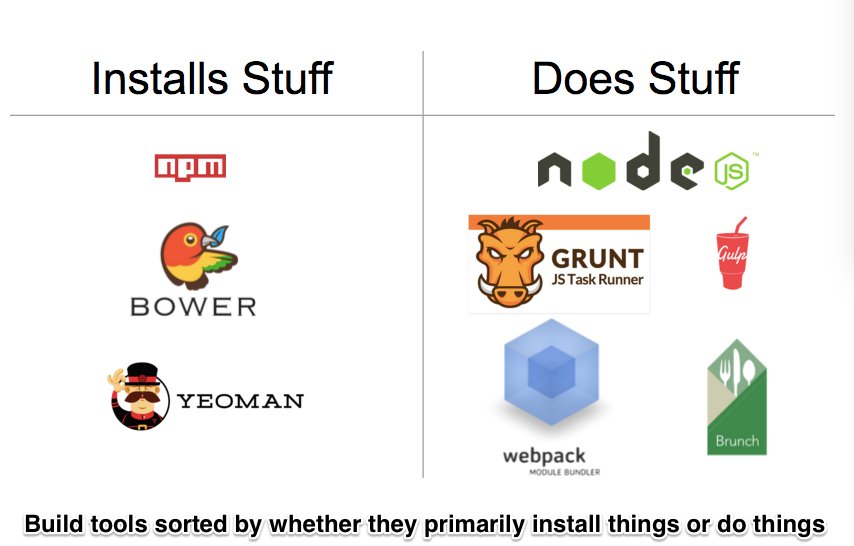 Installs Stuff
Does Stuff
npm
node
JS
™
BOWER
GRUNT
JS Task Runner
Gulp
YEOMAN
webpack
MODULE BUNDLER
Brunch
Build tools sorted by whether they primarily install things or do things